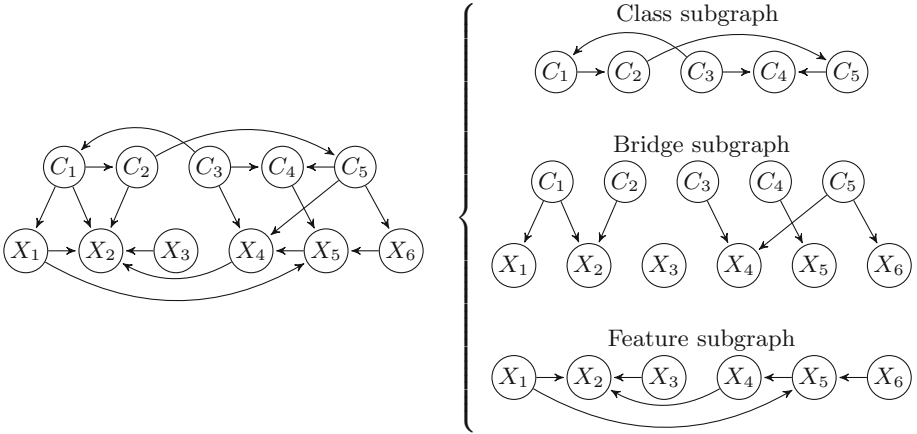 C₁ C₂ C₃ C₄ C₅
X₁ X₂ X₃ X₄ X₅ X₆
Class subgraph
C₁ C₂ C₃ C₄ C₅
Bridge subgraph
C₁ C₂ C₃ C₄ C₅
X₁ X₂ X₃ X₄ X₅ X₆
Feature subgraph
X₁ X₂ X₃ X₄ X₅ X₆